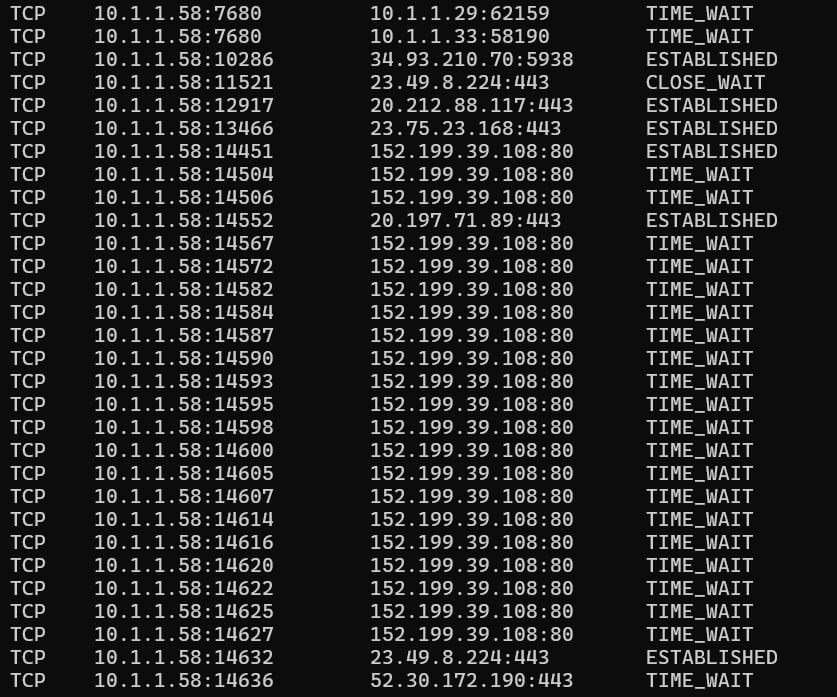 TCP    10.1.1.58:7680         10.1.1.29:62159        TIME_WAIT
TCP    10.1.1.58:7680         10.1.1.33:58190        TIME_WAIT
TCP    10.1.1.58:10286        34.93.210.70:5938      ESTABLISHED
TCP    10.1.1.58:11521        23.49.8.224:443        CLOSE_WAIT
TCP    10.1.1.58:12917        20.212.88.117:443      ESTABLISHED
TCP    10.1.1.58:13466        23.75.23.168:443       ESTABLISHED
TCP    10.1.1.58:14451        152.199.39.108:80      ESTABLISHED
TCP    10.1.1.58:14504        152.199.39.108:80      TIME_WAIT
TCP    10.1.1.58:14506        152.199.39.108:80      TIME_WAIT
TCP    10.1.1.58:14552        20.197.71.89:443       ESTABLISHED
TCP    10.1.1.58:14567        152.199.39.108:80      TIME_WAIT
TCP    10.1.1.58:14572        152.199.39.108:80      TIME_WAIT
TCP    10.1.1.58:14582        152.199.39.108:80      TIME_WAIT
TCP    10.1.1.58:14584        152.199.39.108:80      TIME_WAIT
TCP    10.1.1.58:14587        152.199.39.108:80      TIME_WAIT
TCP    10.1.1.58:14590        152.199.39.108:80      TIME_WAIT
TCP    10.1.1.58:14593        152.199.39.108:80      TIME_WAIT
TCP    10.1.1.58:14595        152.199.39.108:80      TIME_WAIT
TCP    10.1.1.58:14598        152.199.39.108:80      TIME_WAIT
TCP    10.1.1.58:14600        152.199.39.108:80      TIME_WAIT
TCP    10.1.1.58:14605        152.199.39.108:80      TIME_WAIT
TCP    10.1.1.58:14607        152.199.39.108:80      TIME_WAIT
TCP    10.1.1.58:14614        152.199.39.108:80      TIME_WAIT
TCP    10.1.1.58:14616        152.199.39.108:80      TIME_WAIT
TCP    10.1.1.58:14620        152.199.39.108:80      TIME_WAIT
TCP    10.1.1.58:14622        152.199.39.108:80      TIME_WAIT
TCP    10.1.1.58:14625        152.199.39.108:80      TIME_WAIT
TCP    10.1.1.58:14627        152.199.39.108:80      TIME_WAIT
TCP    10.1.1.58:14632        23.49.8.224:443        ESTABLISHED
TCP    10.1.1.58:14636        52.30.172.190:443      TIME_WAIT